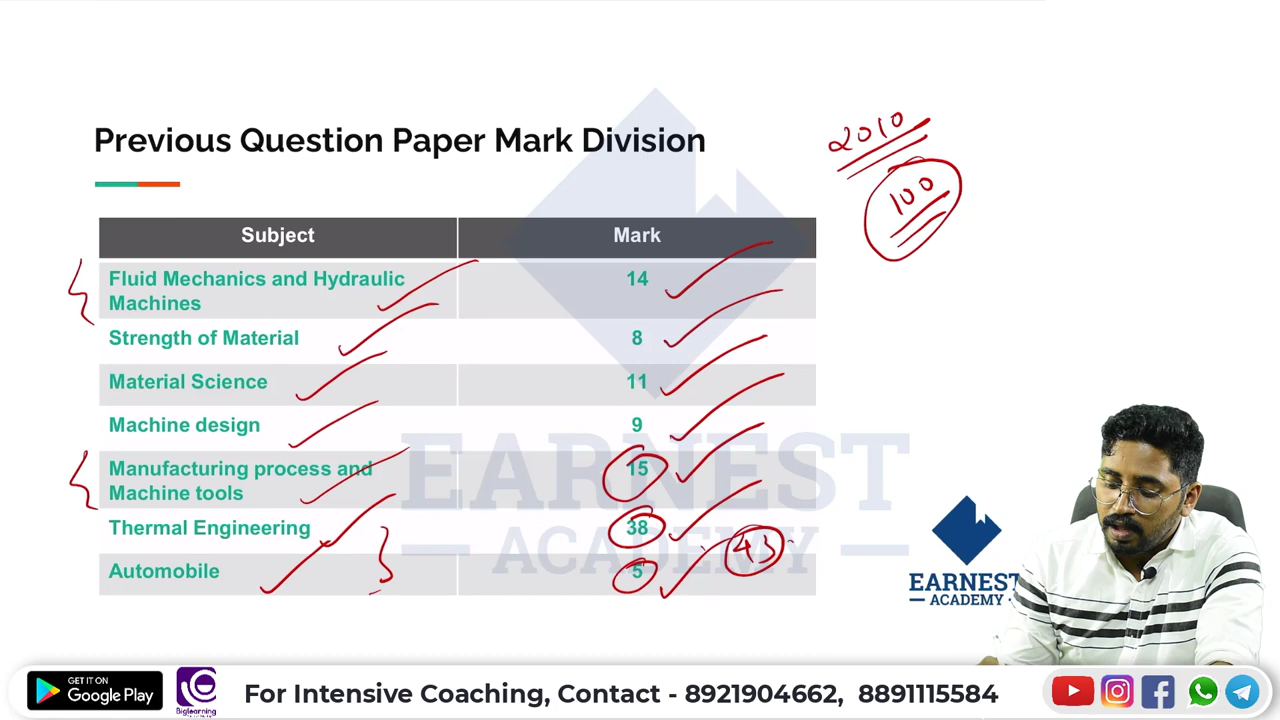 Previous Question Paper Mark Division
2010
100
Subject Mark
Fluid Mechanics and Hydraulic Machines 14
Strength of Material 8
Material Science 11
Machine design 9
Manufacturing process and Machine tools 15
Thermal Engineering 38
43
Automobile 5
EARNEST
ACADEMY
EARNEST
ACADEMY
GET IT ON
Google Play
Biglearning
For Intensive Coaching, Contact - 8921904662, 8891115584